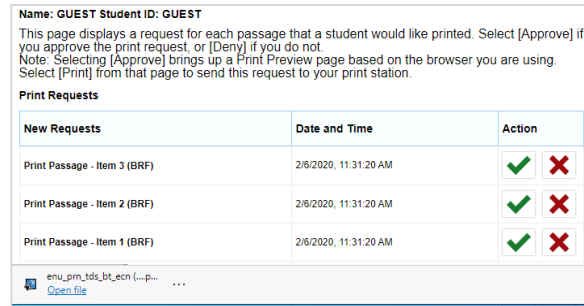 Name: GUEST Student ID: GUEST
This page displays a request for each passage that a student would like printed. Select [Approve] if
you approve the print request, or [Deny] if you do not.
Note: Selecting [Approve] brings up a Print Preview page based on the browser you are using.
Select [Print] from that page to send this request to your print station.
Print Requests
New Requests Date and Time Action
Print Passage - Item 3 (BRF) 2/6/2020, 11:31:20 AM
Print Passage - Item 2 (BRF) 2/6/2020, 11:31:20 AM
Print Passage - Item 1 (BRF) 2/6/2020, 11:31:20 AM
enu_prn_tds_bt_ecn (....p... ...
Open file